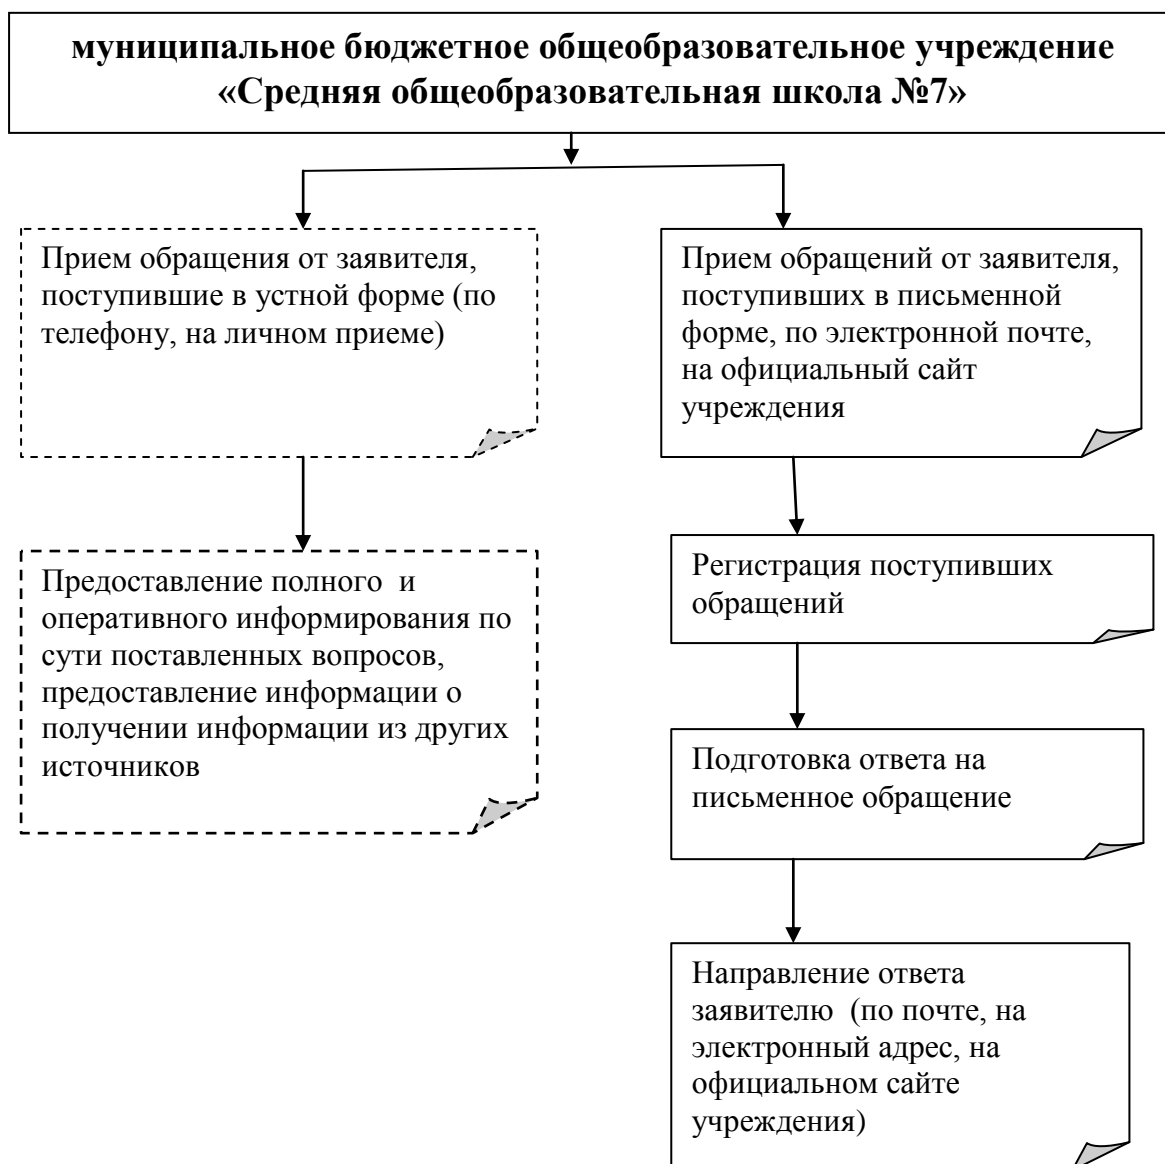 муниципальное бюджетное общеобразовательное учреждение
«Средняя общеобразовательная школа №7»
Прием обращения от заявителя,
поступившие в устной форме (по
телефону, на личном приеме)
Прием обращений от заявителя,
поступивших в письменной
форме, по электронной почте,
на официальный сайт
учреждения
Предоставление полного  и
оперативного информирования по
сути поставленных вопросов,
предоставление информации о
получении информации из других
источников
Регистрация поступивших
обращений
Подготовка ответа на
письменное обращение
Направление ответа
заявителю  (по почте, на
электронный адрес, на
официальном сайте
учреждения)